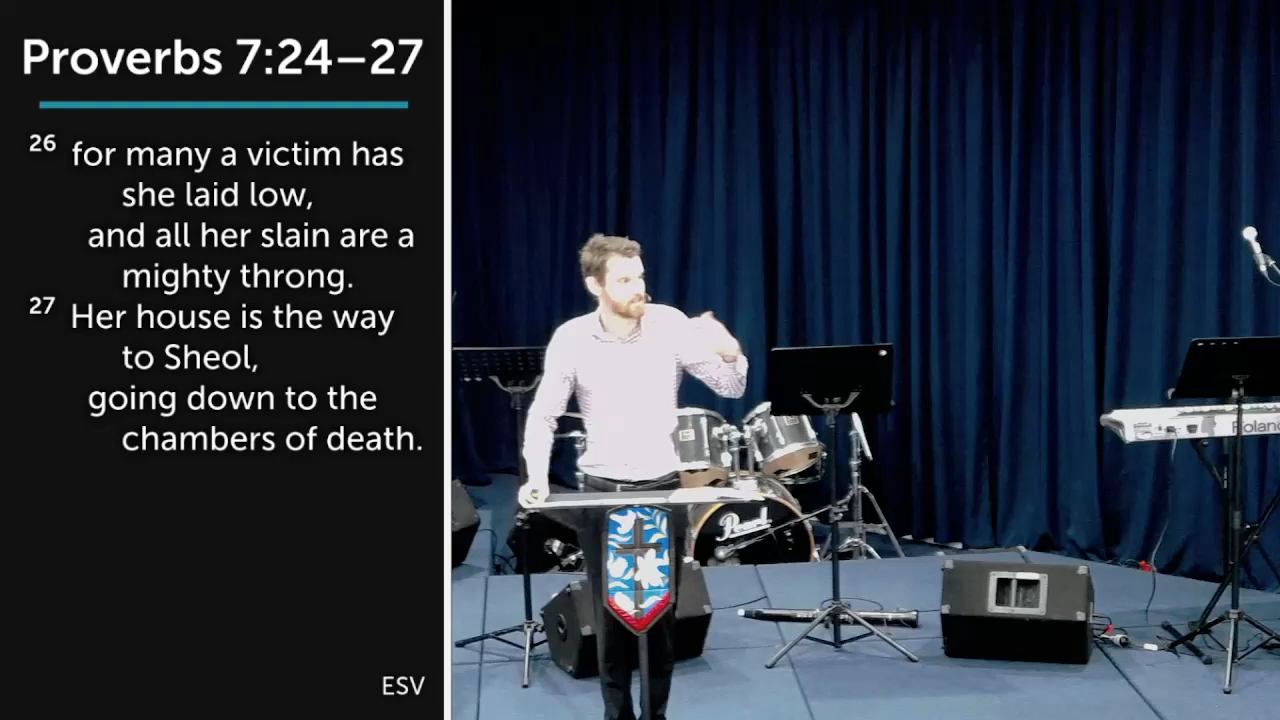 Proverbs 7:24–27
26 for many a victim has
she laid low,
and all her slain are a
mighty throng.
27 Her house is the way
to Sheol,
going down to the
chambers of death.
ESV
Pearl
Roland